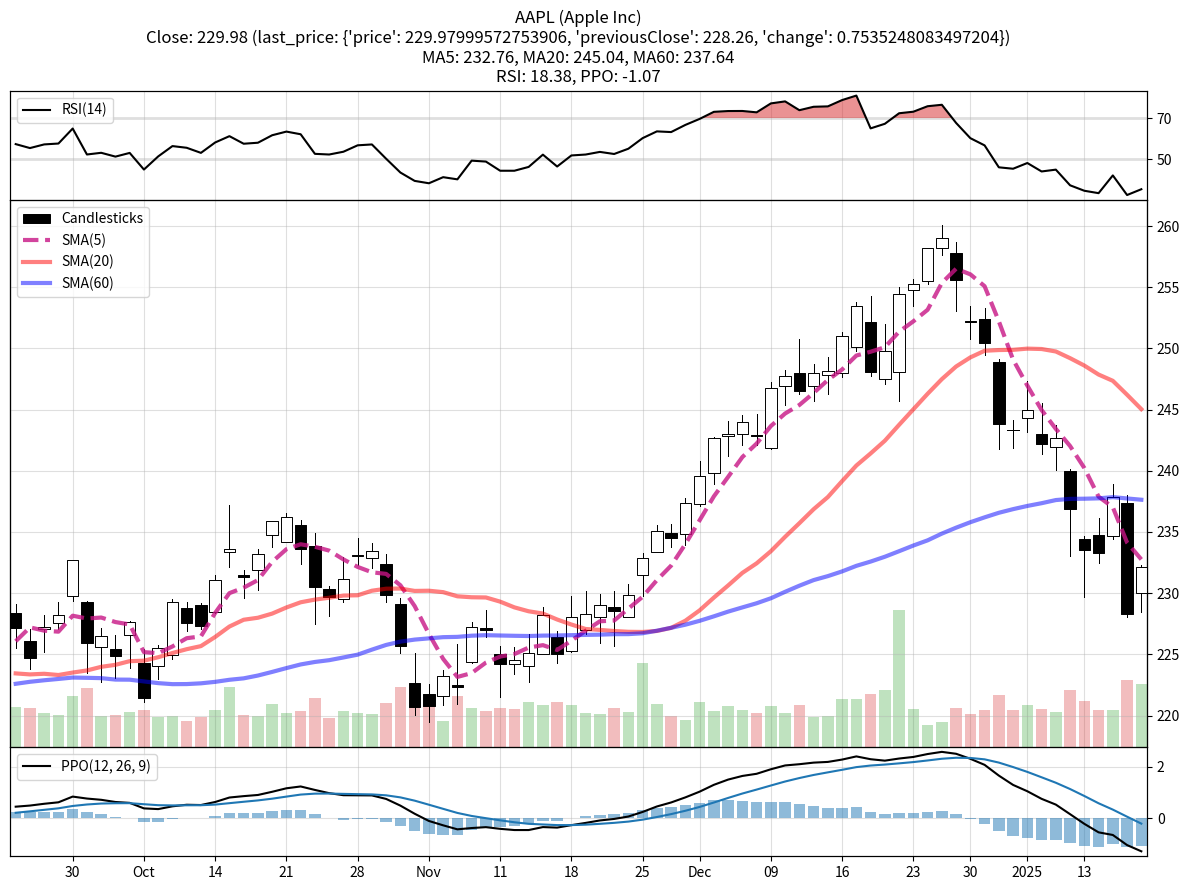 AAPL (Apple Inc)
Close: 229.98 (last_price: {'price': 229.97999572753906, 'previousClose': 228.26, 'change': 0.7535248083497204})
MA5: 232.76, MA20: 245.04, MA60: 237.64
RSI: 18.38, PPO: -1.07
RSI(14)
70
50
Candlesticks
SMA(5)
SMA(20)
SMA(60)
260
255
250
245
240
235
230
225
220
PPO(12, 26, 9)
2
0
30 Oct 14 21 28 Nov 11 18 25 Dec 09 16 23 30 2025 13